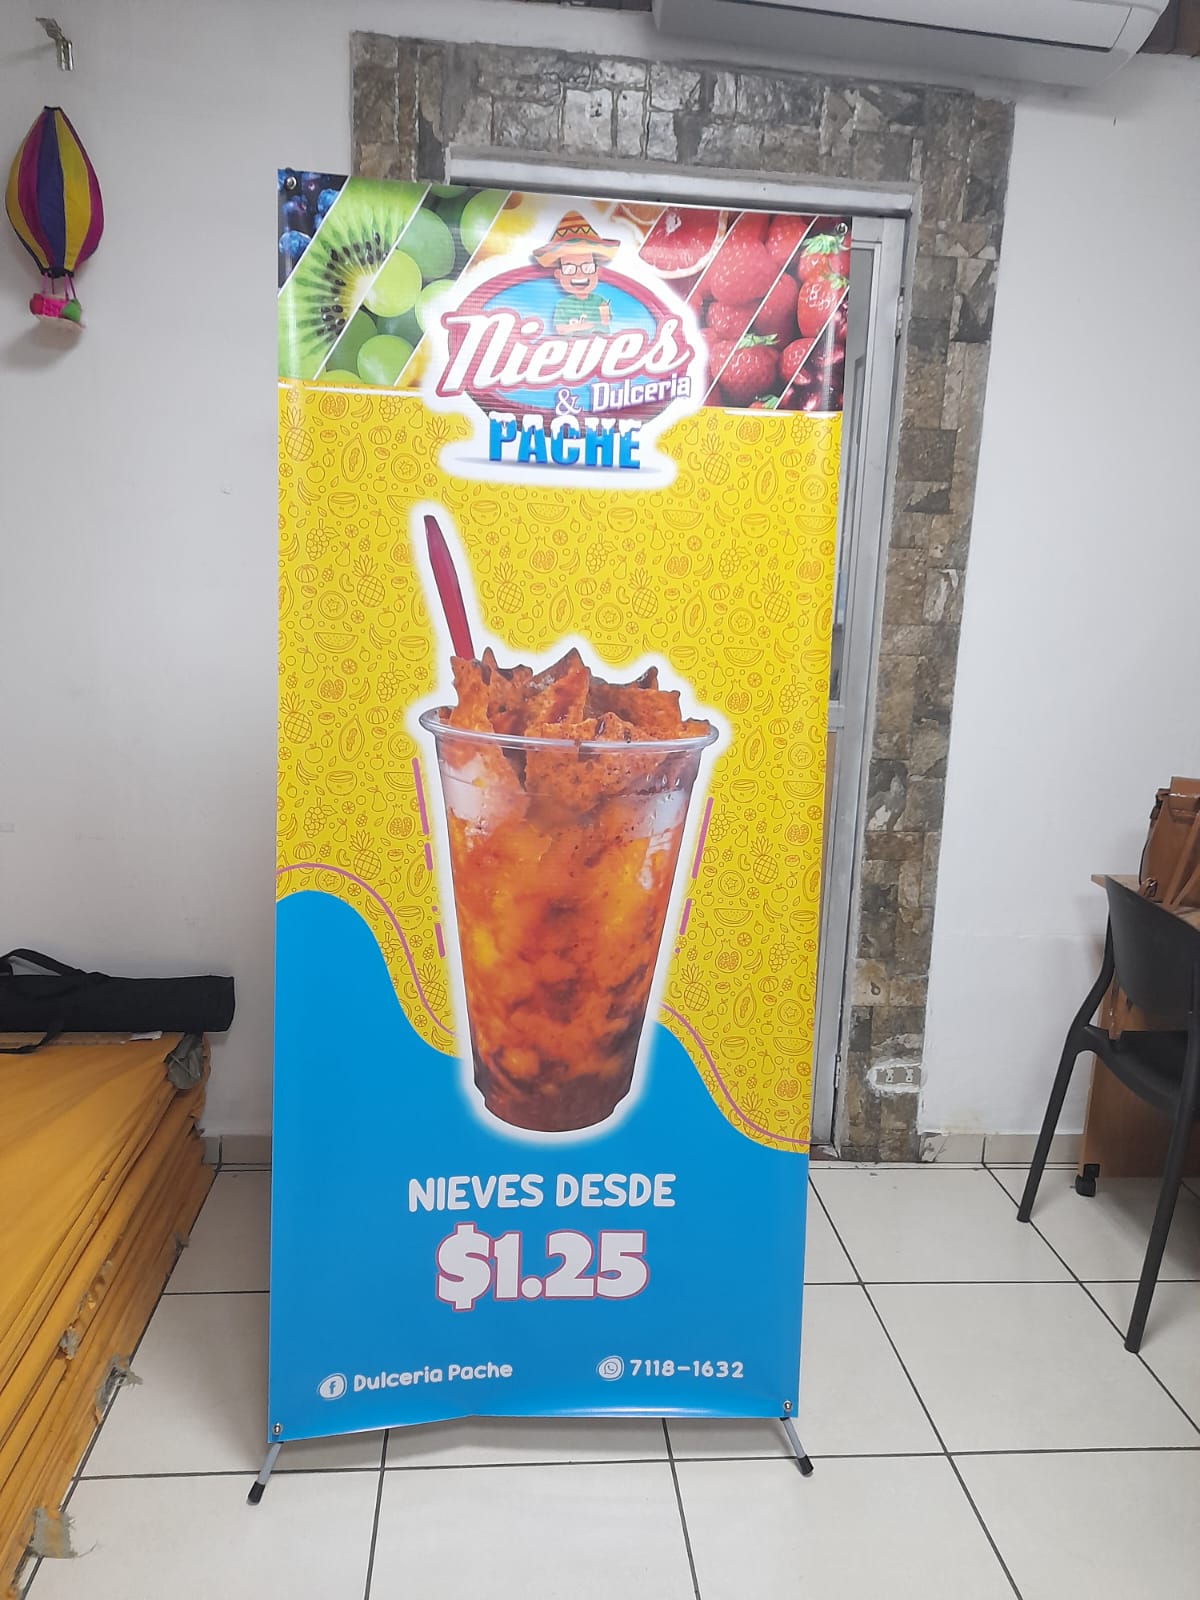 Nieves
& Dulceria
PACHE
NIEVES DESDE
$1.25
Dulceria Pache
7118-1632